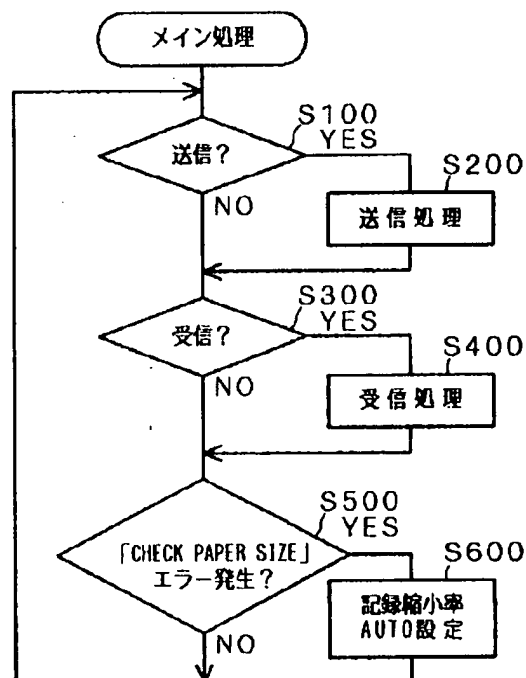 メイン処理
S100
YES
送信?
S200
送信処理
NO
S300
YES
受信?
S400
受信処理
NO
S500
YES
「CHECK PAPER SIZE」
エラー発生?
S600
記録縮小率
AUTO設定
NO